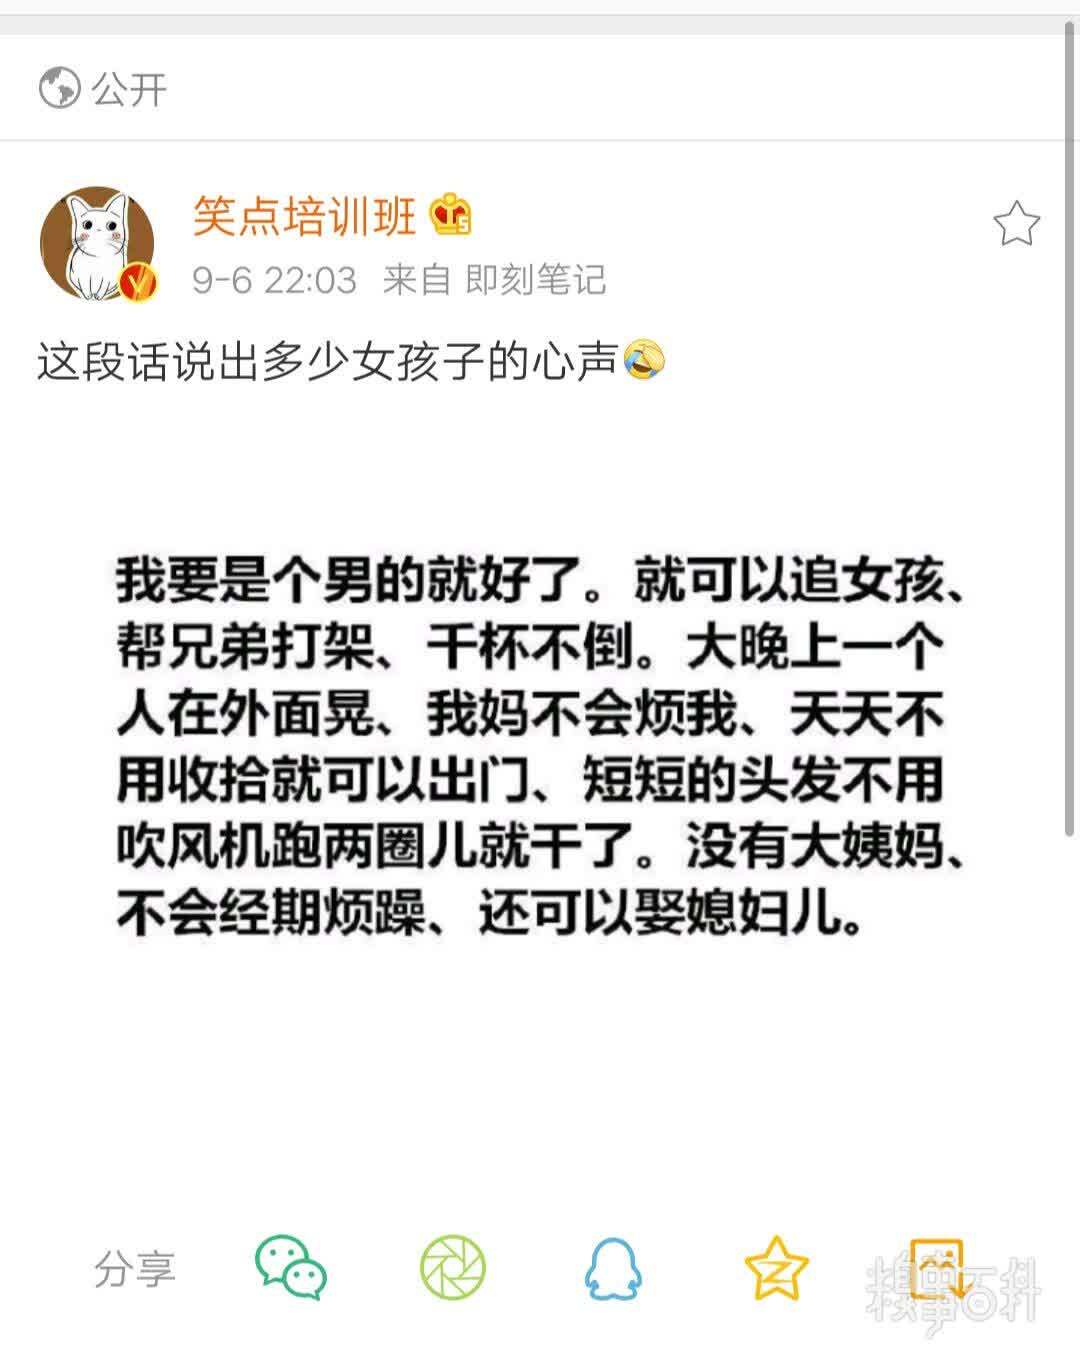 公开
笑点培训班
9-6 22:03 来自 即刻笔记
这段话说出多少女孩子的心声
我要是个男的就好了。就可以追女孩、
帮兄弟打架、千杯不倒。大晚上一个
人在外面晃、我妈不会烦我、天天不
用收拾就可以出门、短短的头发不用
吹风机跑两圈儿就干了。没有大姨妈、
不会经期烦躁、还可以娶媳妇儿。
分享
糗事百科